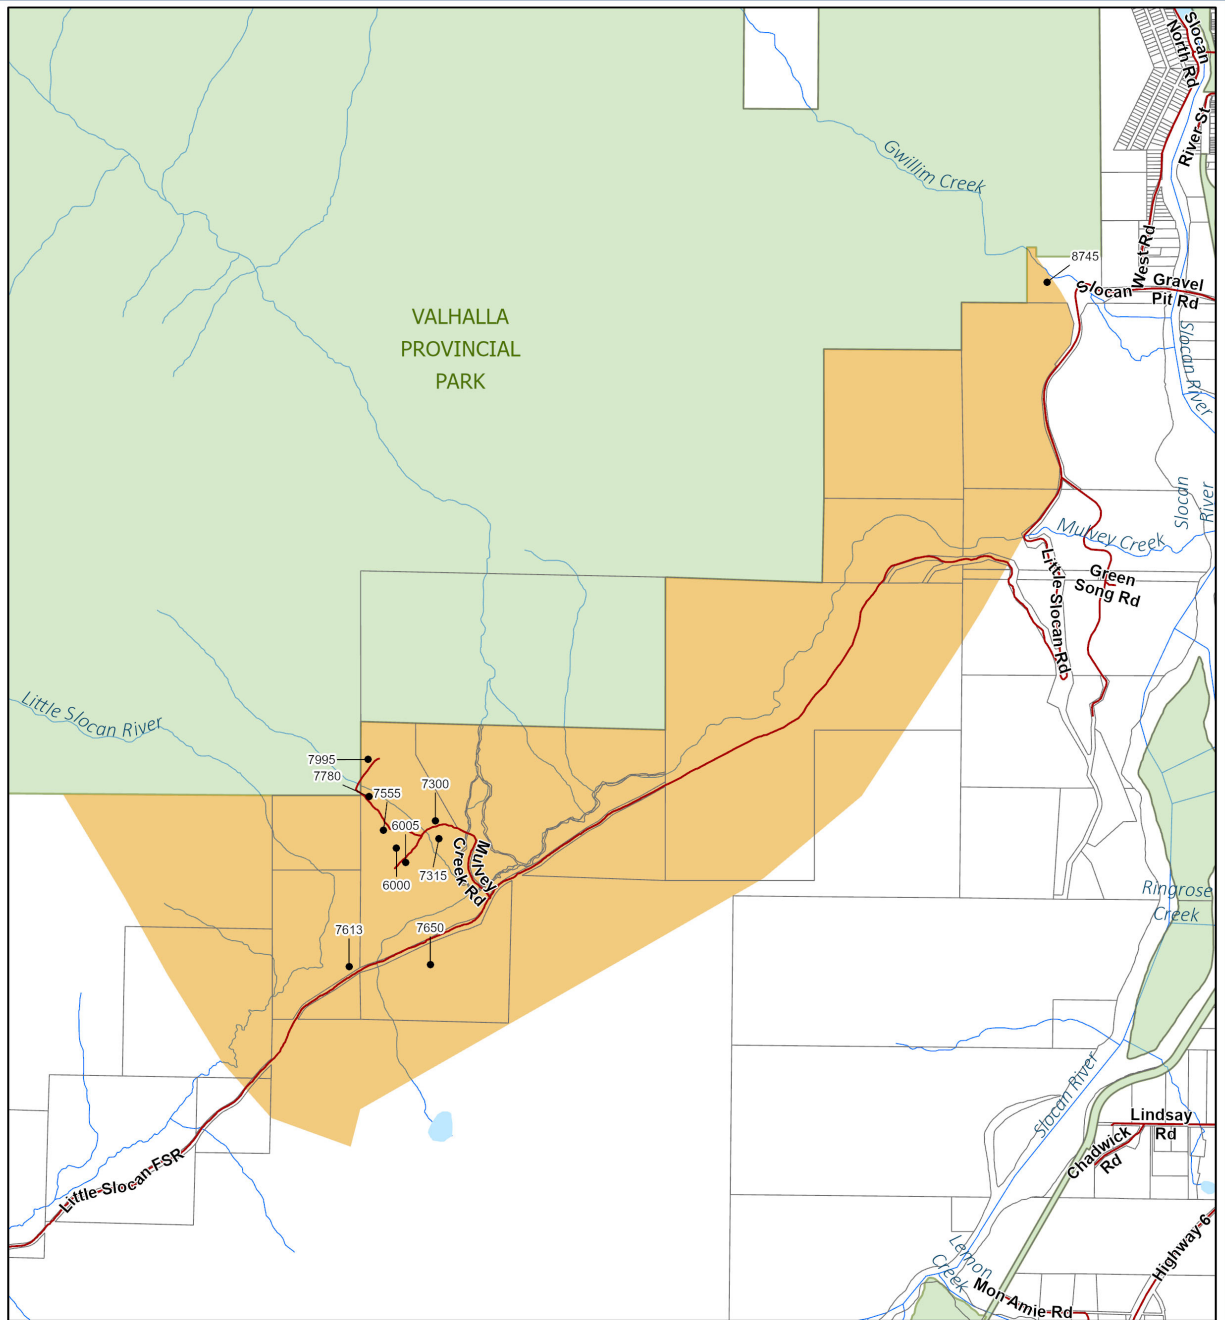 Slocan
North Rd
River St
Gwillim Creek
West Rd
8745
Slocan
Gravel
Pit Rd
VALHALLA
PROVINCIAL
PARK
Slocan River
Slocan
River
Mulvey Creek
Little Slocan Rd
Green
Song Rd
Little Slocan River
7995
7780
7555
7300
6005
6000
7315
Mulvey
Creek Rd
7613
7650
Ringrose
Creek
Slocan River
Lindsay
Rd
Chadwick
Rd
Little Slocan FSR
Highway 6
Lemon
Creek
Mon Amie Rd